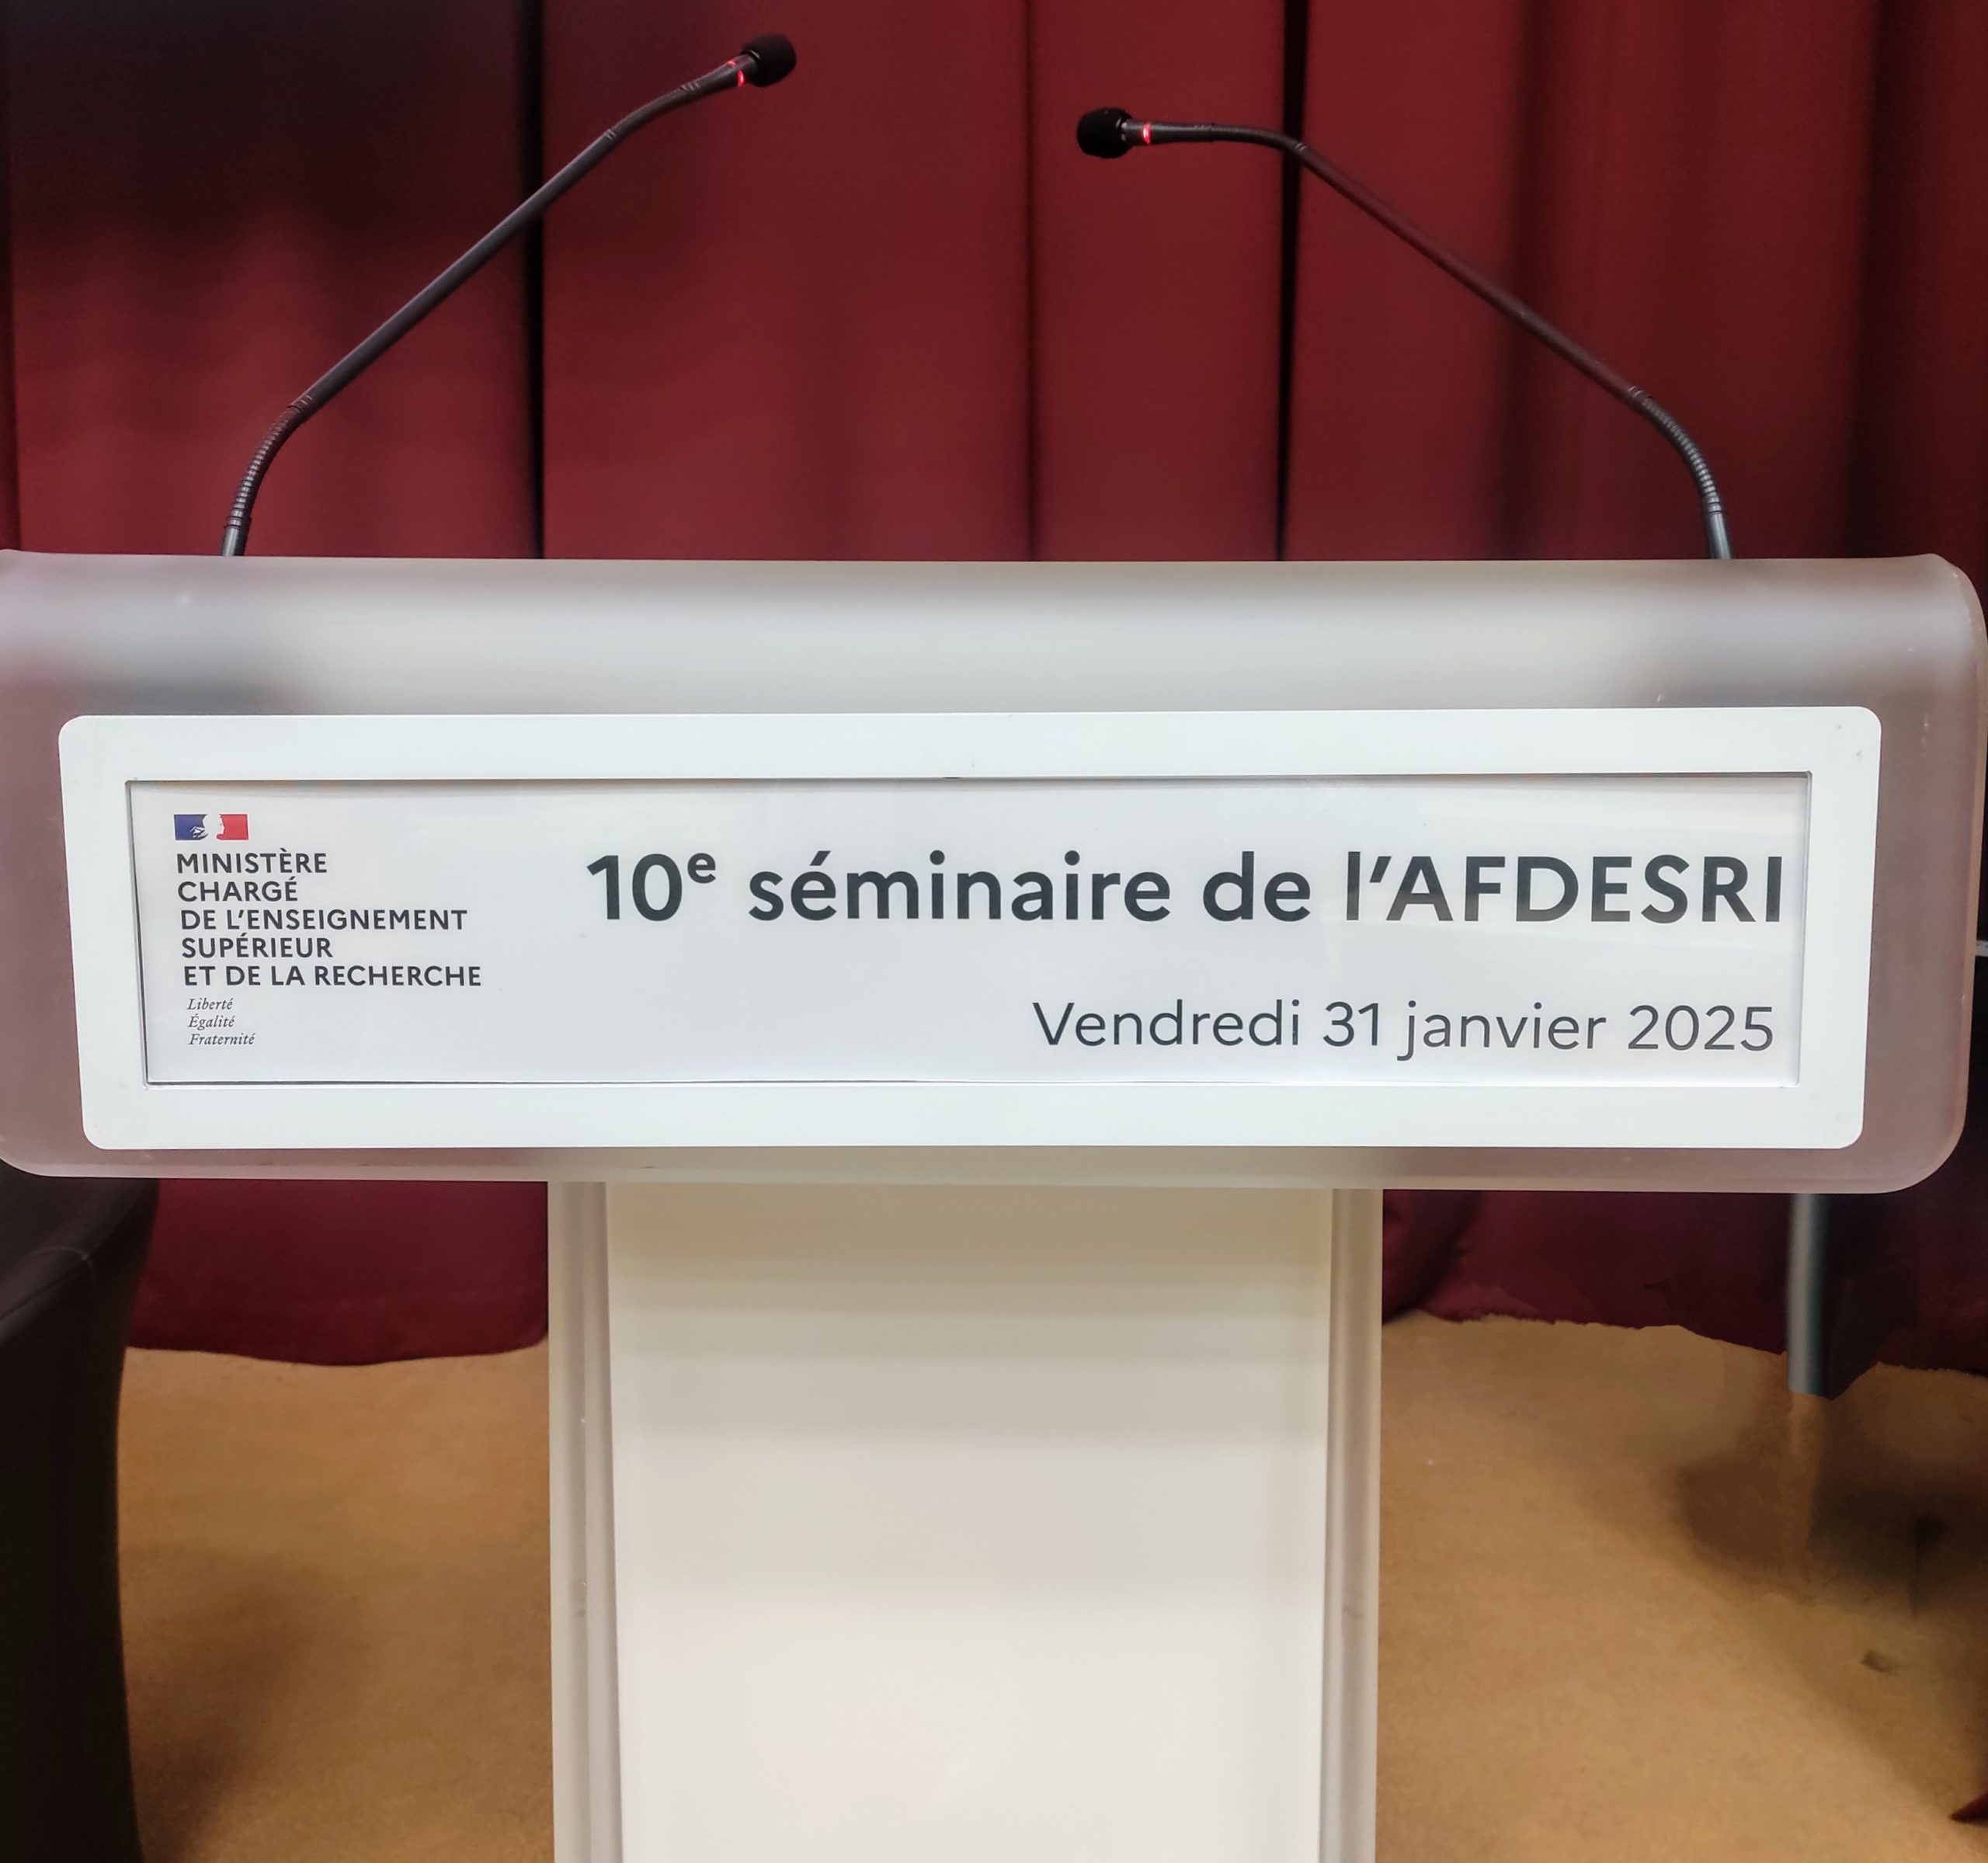 MINISTÈRE
CHARGÉ
DE L'ENSEIGNEMENT
SUPÉRIEUR
ET DE LA RECHERCHE
Liberté
Égalité
Fraternité
10e séminaire de l'AFDESRI
Vendredi 31 janvier 2025